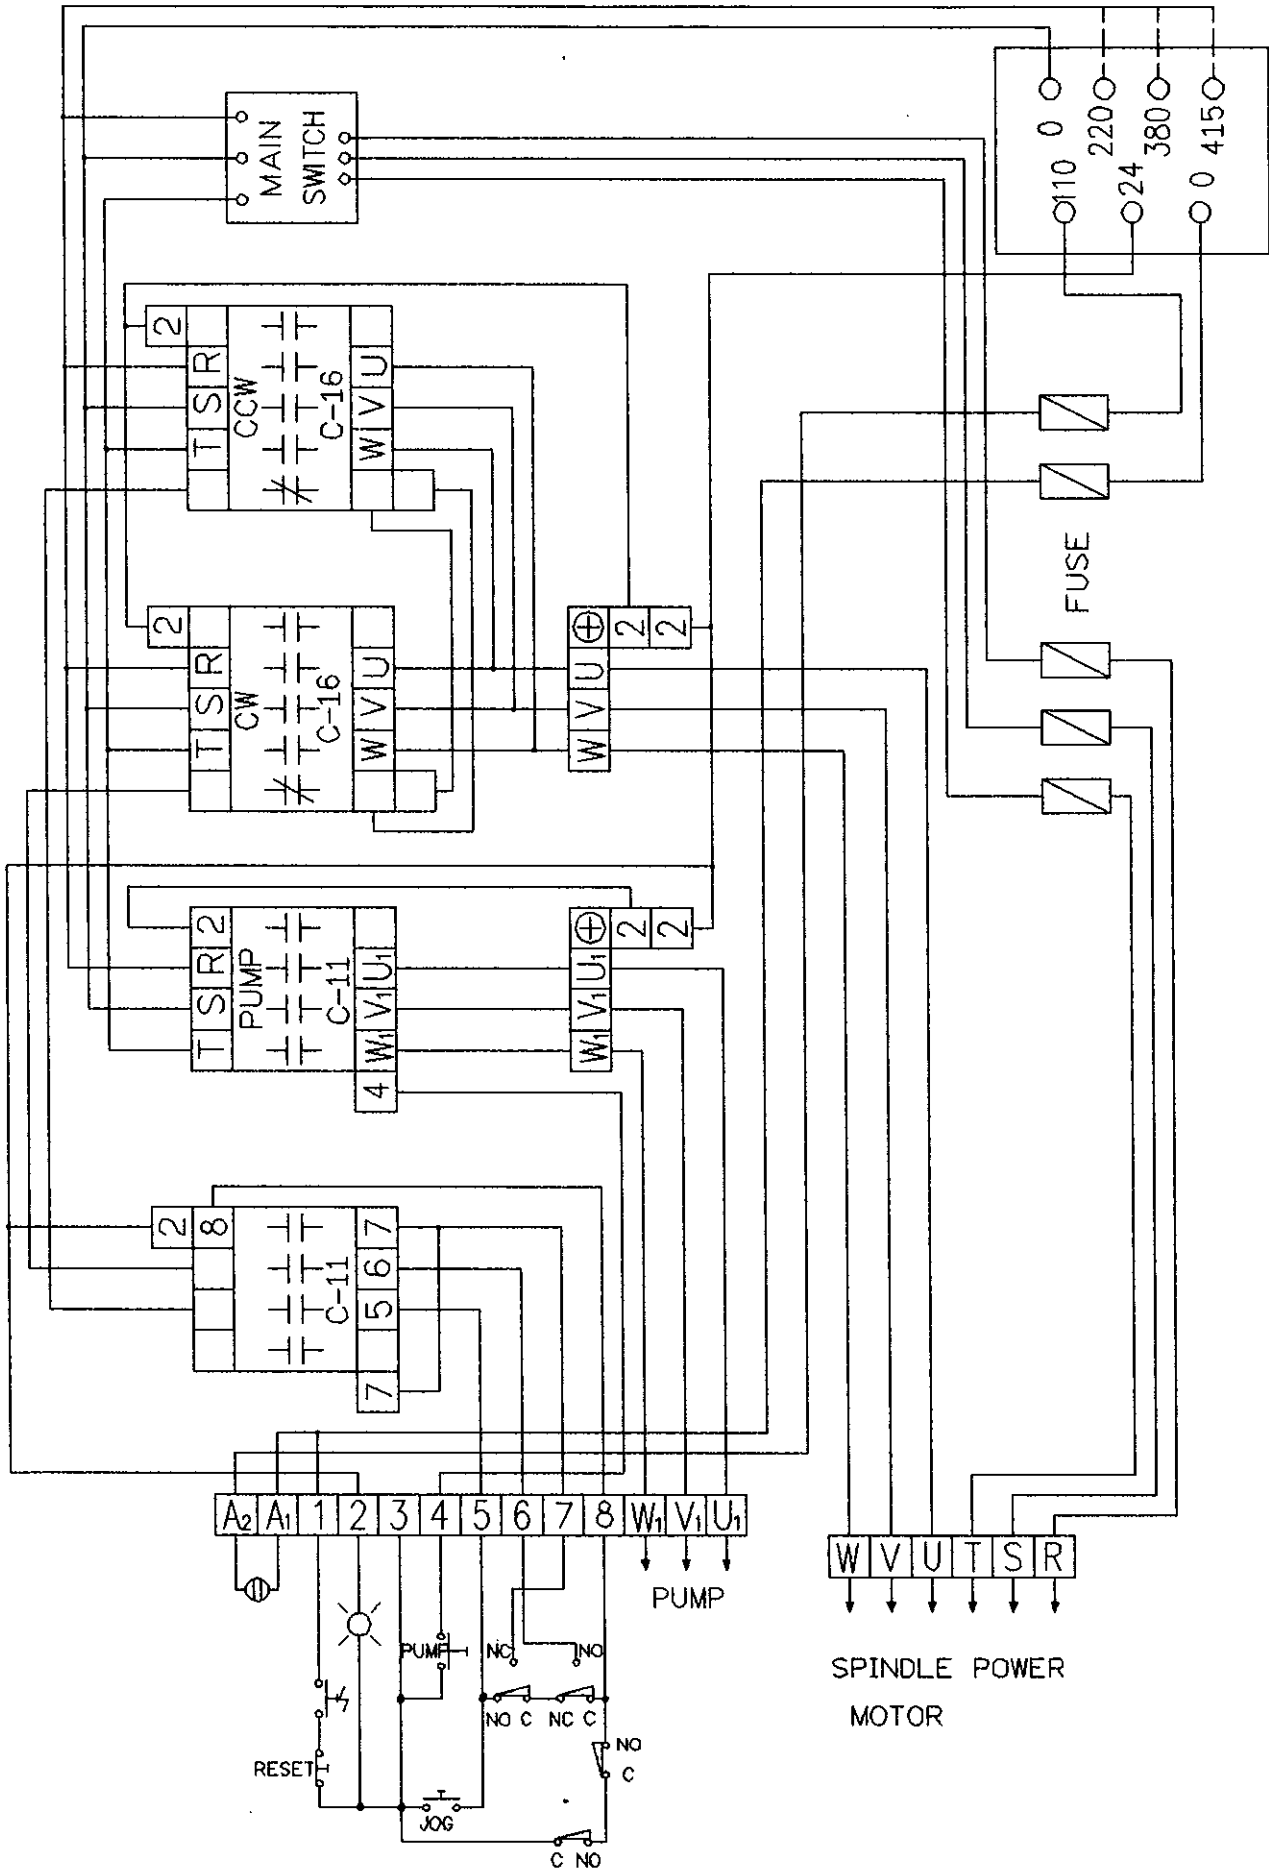 MAIN
SWITCH
110 0
220
24
380
0 415
2
R
S
T
CCW
C-16
U
V
W
2
R
S
T
CW
C-16
U
V
W
2
2
U
V
W
FUSE
2
R
S
T
PUMP
C-11
U1
V1
W1
4
2
2
U1
V1
W1
2
8
C-11
7
6
5
7
A2 A1 1 2 3 4 5 6 7 8 W1 V1 U1
W V U T S R
PUMP
PUMP
NC
NO
NO C NC C
RESET
NO
C
JOG
C NO
SPINDLE POWER
MOTOR